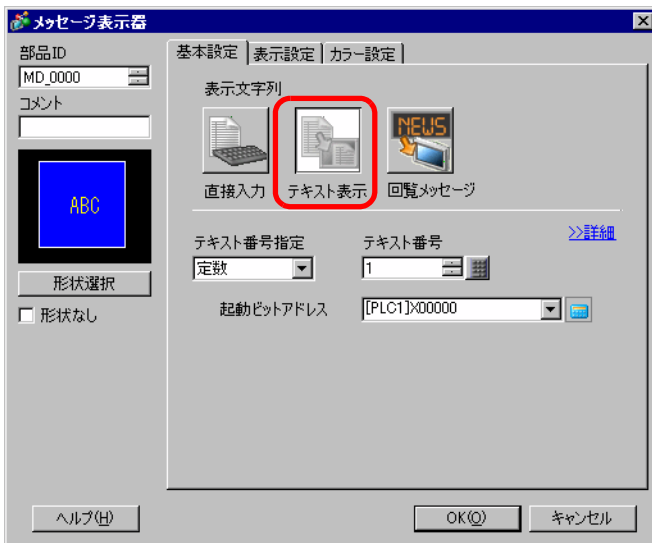 メッセージ表示器
部品ID
MD_0000
コメント
ABC
形状選択
形状なし
基本設定 表示設定 カラー設定
表示文字列
NEWS
直接入力 テキスト表示 回覧メッセージ
>>詳細
テキスト番号指定 テキスト番号
定数 1
起動ビットアドレス [PLC1]X00000
ヘルプ(H) OK(O) キャンセル